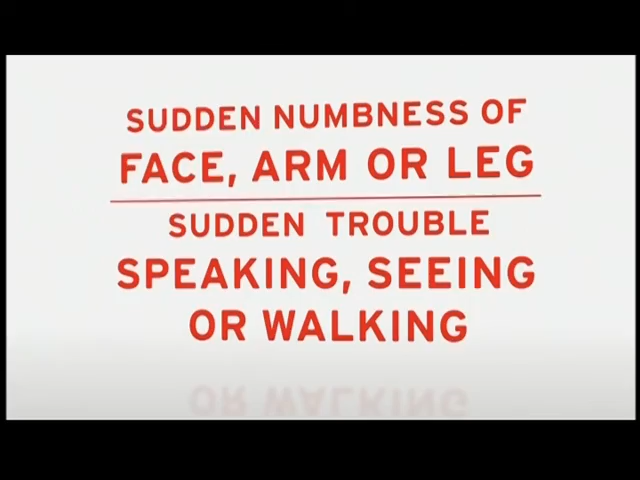 SUDDEN NUMBNESS OF
FACE, ARM OR LEG
SUDDEN TROUBLE
SPEAKING, SEEING
OR WALKING